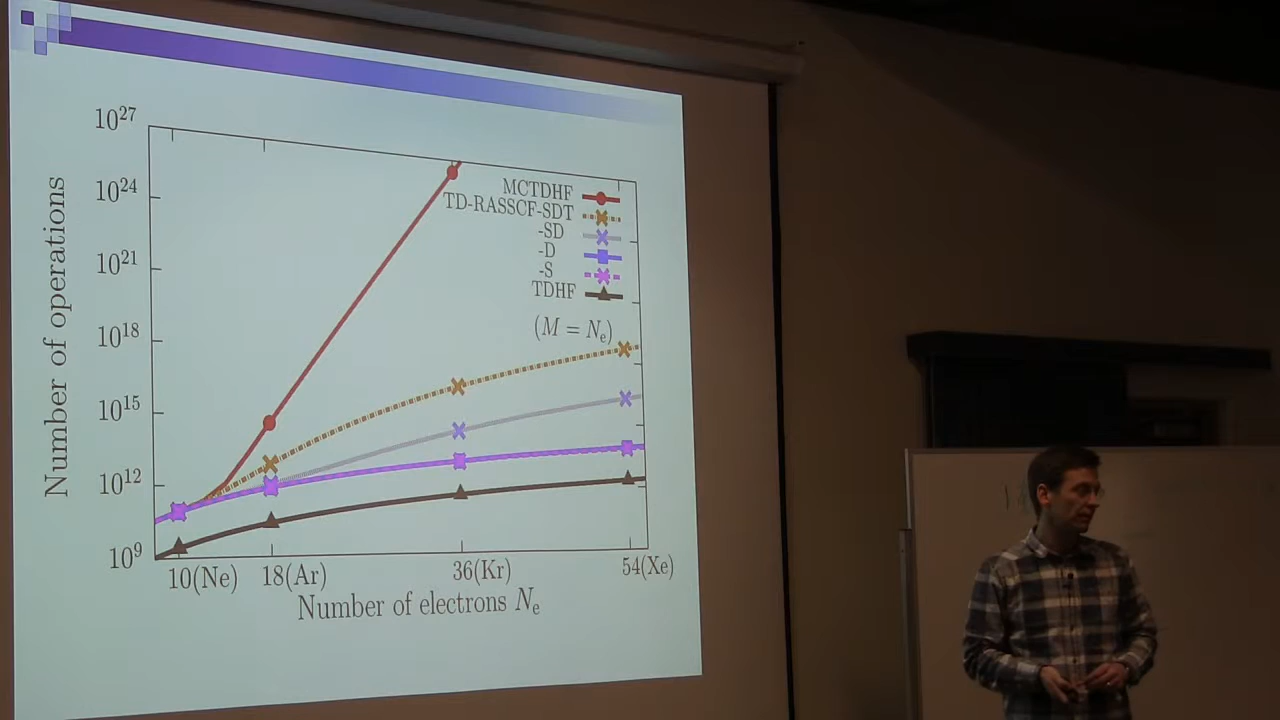 10^27
10^24
10^21
10^18
10^15
10^12
10^9
Number of operations
MCTDHF
TD-RASSCF-SDT
-SD
-D
-S
TDHF
(M = N_e)
10(Ne) 18(Ar) 36(Kr) 54(Xe)
Number of electrons N_e